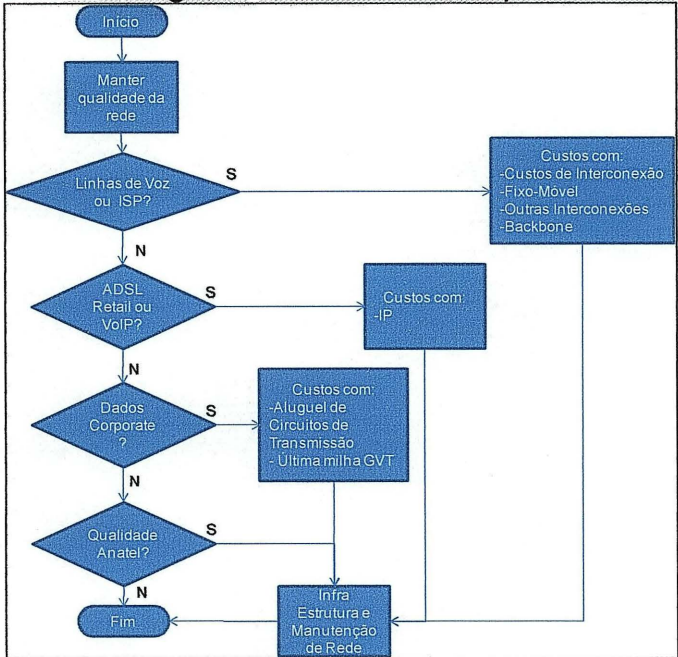 Início
Manter
qualidade da
rede
Linhas de Voz
ou ISP?
S
Custos com:
-Custos de Interconexão
-Fixo-Móvel
-Outras Interconexões
-Backbone
N
ADSL
Retail ou
VoIP?
S
Custos com:
-IP
N
Dados
Corporate
?
S
Custos com:
-Aluguel de
Circuitos de
Transmissão
- Última milha GVT
N
Qualidade
Anatel?
S
N
Fim
Infra
Estrutura e
Manutenção
de Rede